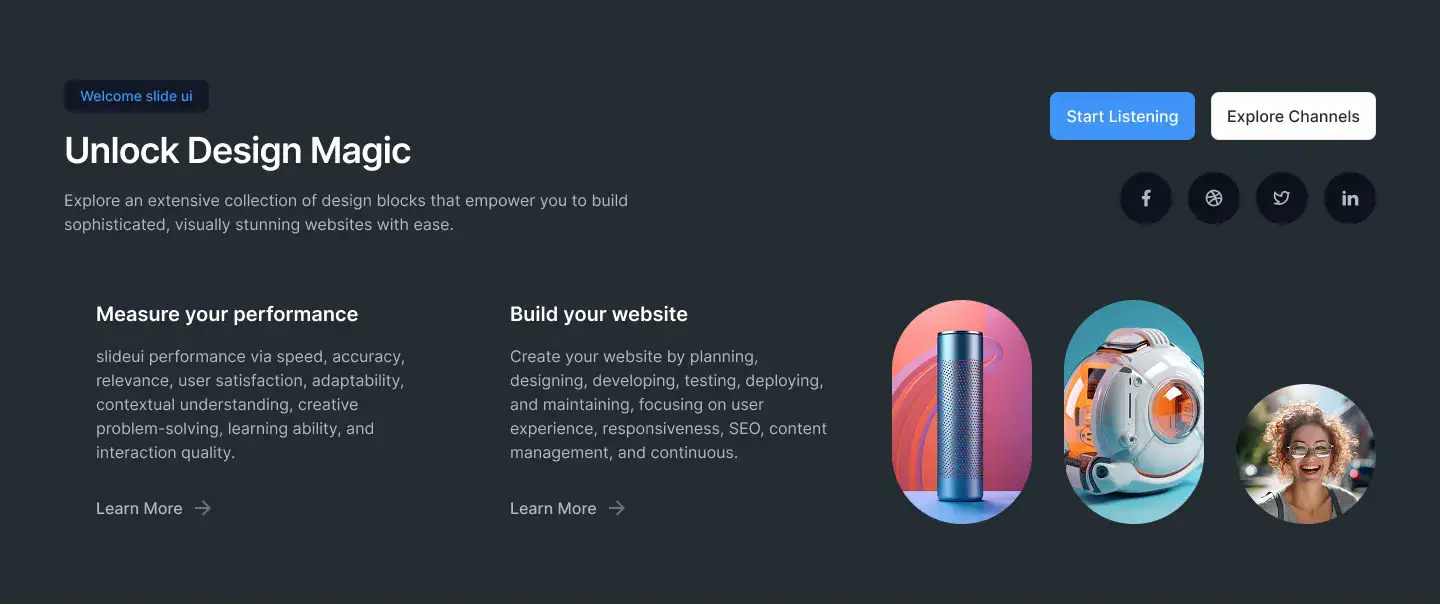 Welcome slide ui
Unlock Design Magic
Explore an extensive collection of design blocks that empower you to build
sophisticated, visually stunning websites with ease.
Start Listening
Explore Channels
Measure your performance
slideui performance via speed, accuracy,
relevance, user satisfaction, adaptability,
contextual understanding, creative
problem-solving, learning ability, and
interaction quality.
Learn More
Build your website
Create your website by planning,
designing, developing, testing, deploying,
and maintaining, focusing on user
experience, responsiveness, SEO, content
management, and continuous.
Learn More